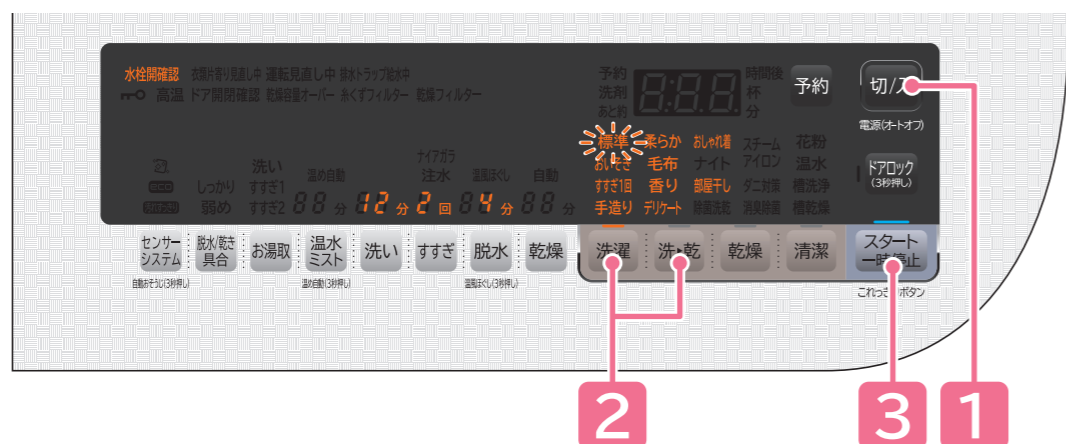 水栓開確認 衣類片寄り見直し中 運転見直し中 排水トラップ給水中
高温 ドア開閉確認 乾燥容量オーバー 糸くずフィルター 乾燥フィルター
予約
洗剤
あと約
8:88
時間後
杯
分
予約
切/入
電源(オートオフ)
ドアロック
(3秒押し)
eco
しっかり
弱め
洗い
すすぎ1
すすぎ2
温め自動
88 分
12 分
ナイアガラ
注水
2 回
温風ほぐし
84 分
自動
88 分
標準 柔らか おしゃれ着 スチーム 花粉
おいそぎ 毛布 ナイト アイロン 温水
すすぎ1回 香り 部屋干し ダニ対策 槽洗浄
手造り デリケート 除菌洗乾 消臭除菌 槽乾燥
センサー
システム
脱水/乾き
具合
お湯取
温水
ミスト
洗い
すすぎ
脱水
乾燥
洗濯
洗▸乾
乾燥
清潔
スタート
一時停止
自動おそうじ(3秒押し)
温め自動(3秒押し)
温風ほぐし(3秒押し)
これっきりボタン
2
3
1